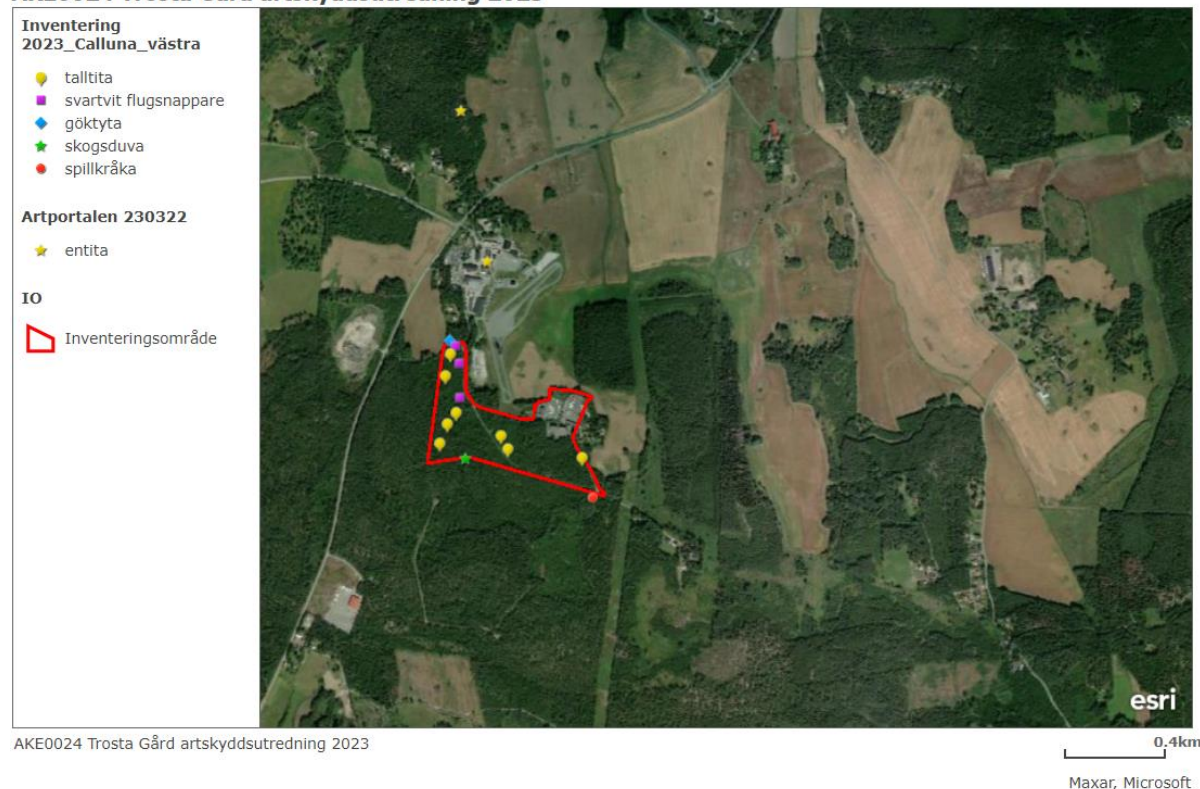 Inventering
2023_Calluna_västra
talltita
svartvit flugsnappare
göktyta
skogsduva
spillkråka
Artportalen 230322
entita
IO
Inventeringsområde
esri
AKE0024 Trosta Gård artskyddsutredning 2023
0.4km
Maxar, Microsoft